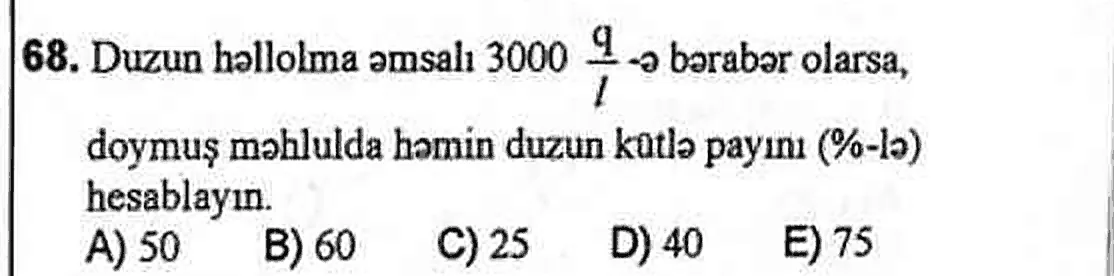 68. Duzun həllolma əmsalı 3000 q/l -ə bərabər olarsa,
doymuş məhlulda həmin duzun kütlə payını (%-lə)
hesablayın.
A) 50 B) 60 C) 25 D) 40 E) 75